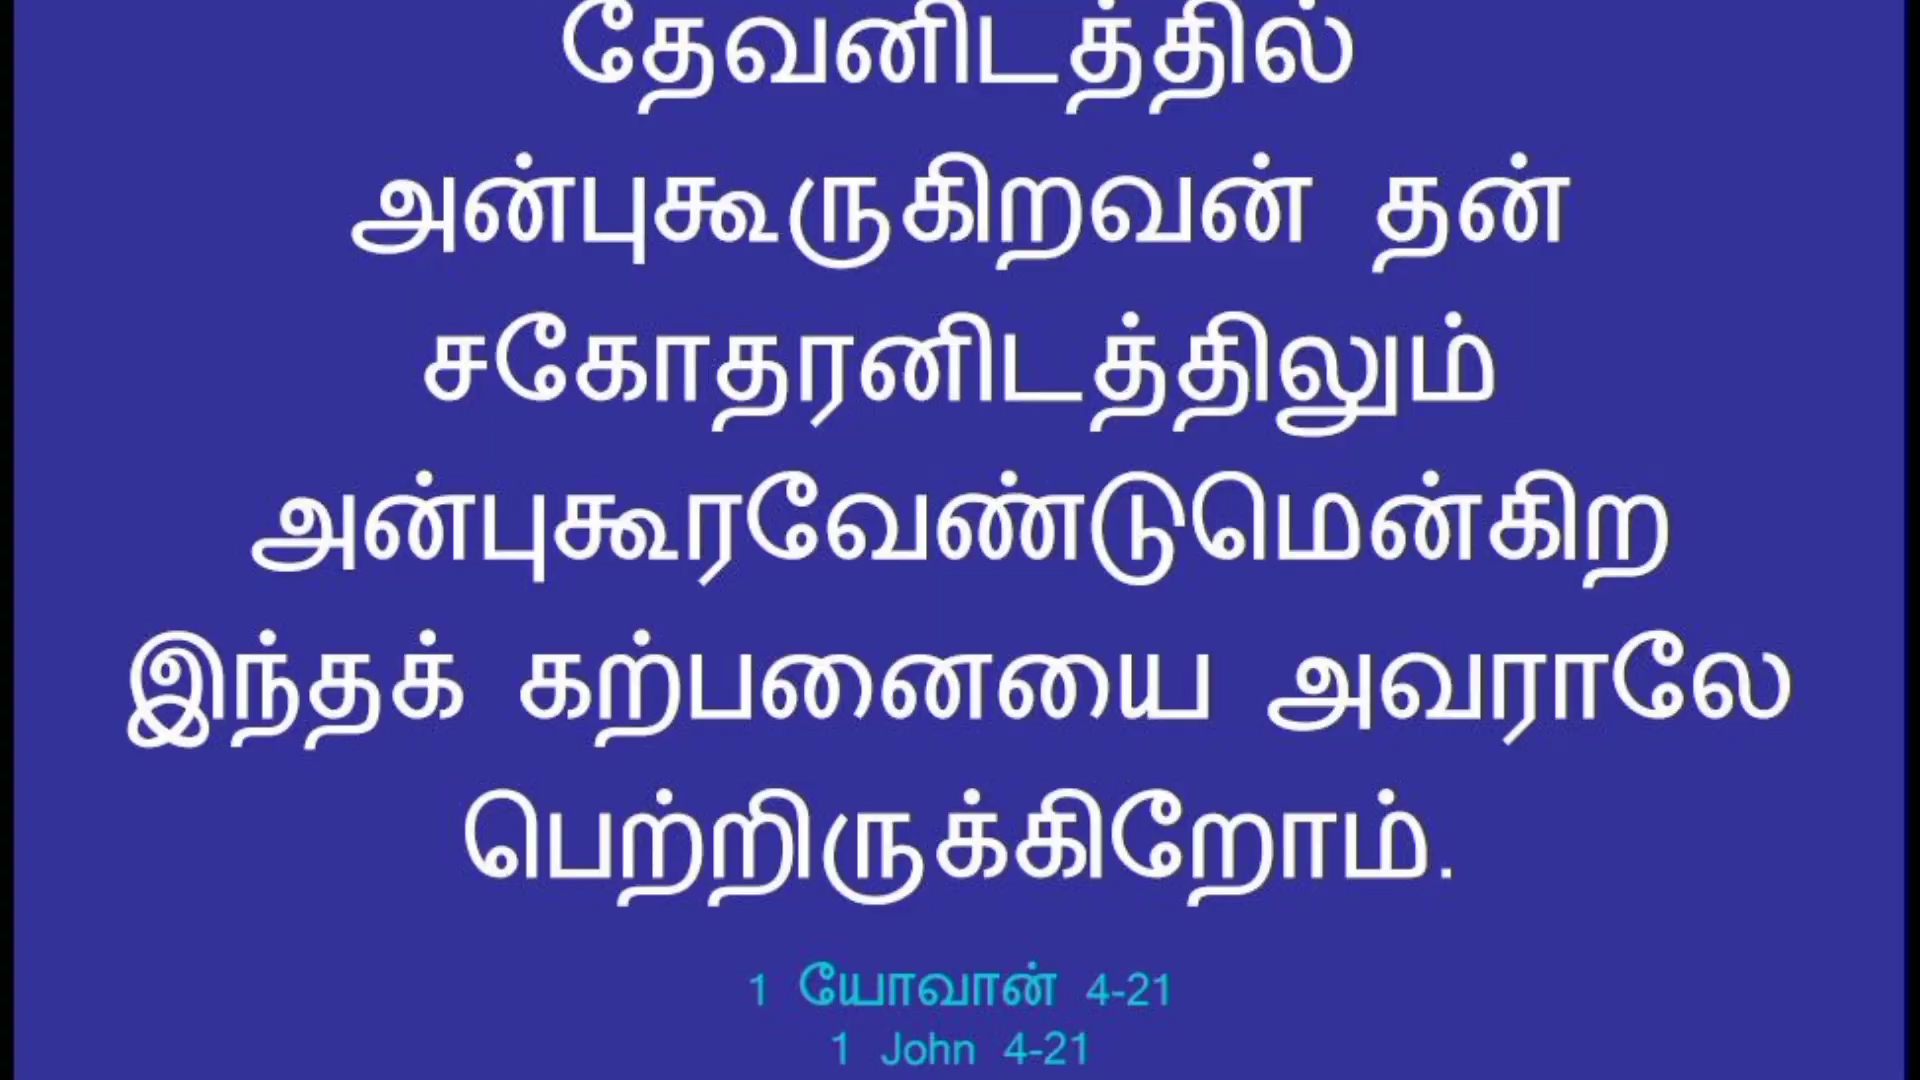 தேவனிடத்தில்
அன்புகூருகிறவன் தன்
சகோதரனிடத்திலும்
அன்புகூரவேண்டுமென்கிற
இந்தக் கற்பனையை அவராலே
பெற்றிருக்கிறோம்.
1 யோவான் 4-21
1 John 4-21